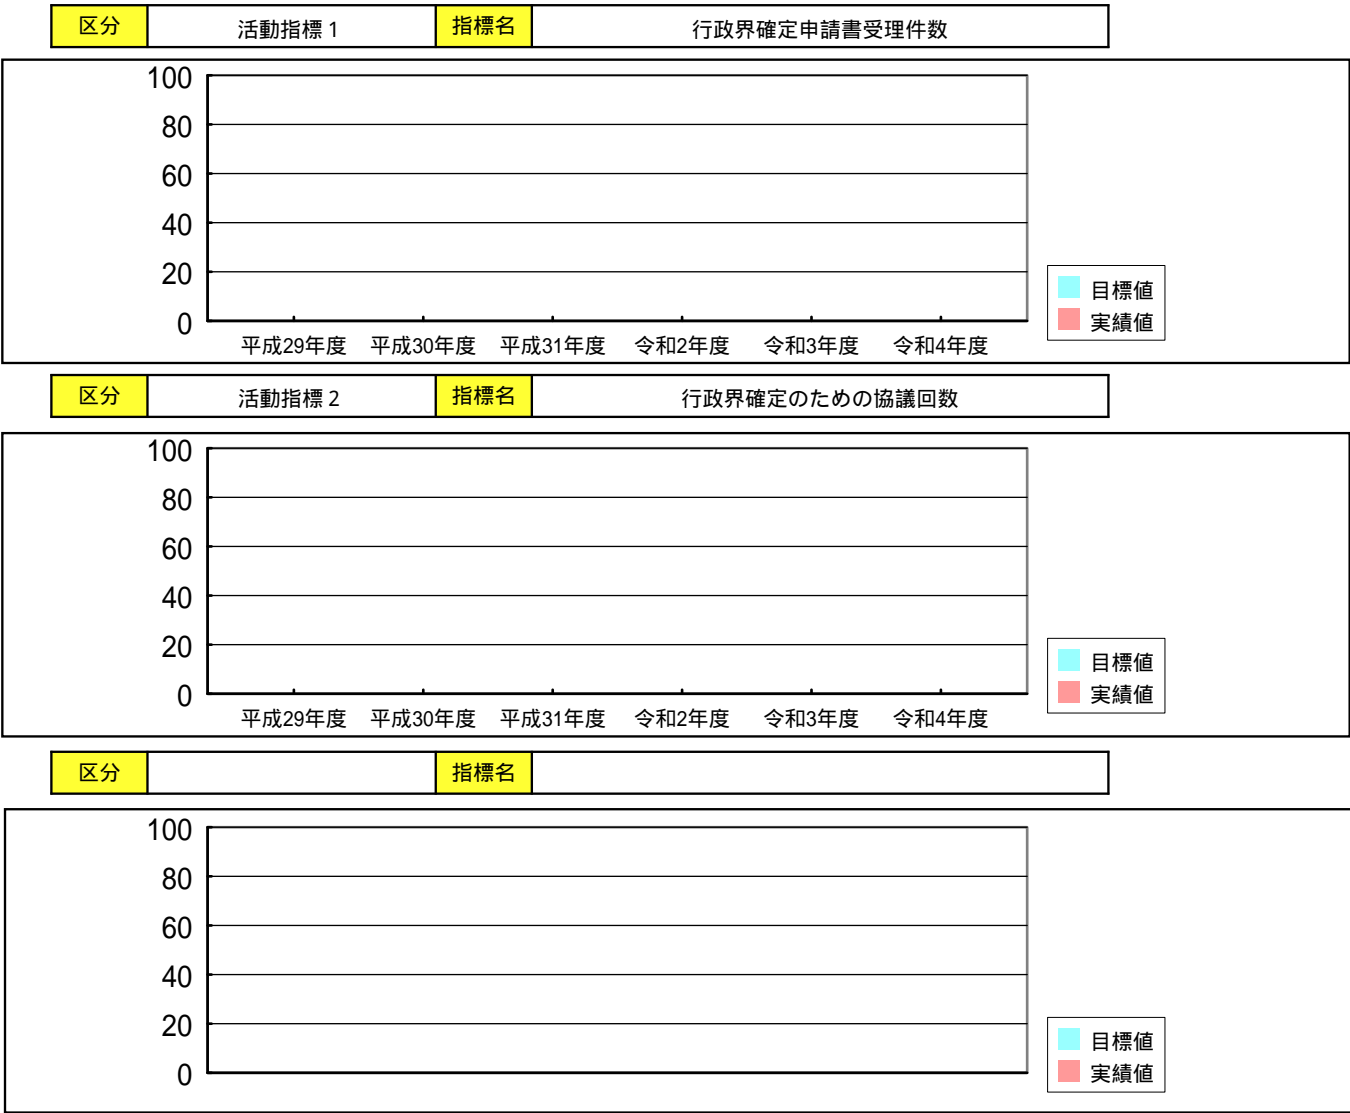 区分 活動指標1 指標名 行政界確定申請書受理件数
100
80
60
40
20
0
平成29年度 平成30年度 平成31年度 令和2年度 令和3年度 令和4年度
目標値
実績値
区分 活動指標2 指標名 行政界確定のための協議回数
100
80
60
40
20
0
平成29年度 平成30年度 平成31年度 令和2年度 令和3年度 令和4年度
目標値
実績値
区分 指標名
100
80
60
40
20
0
目標値
実績値